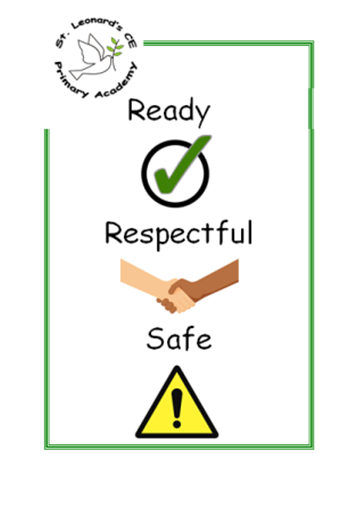 St. Leonard's CE
Primary Academy
Ready
Respectful
Safe
!